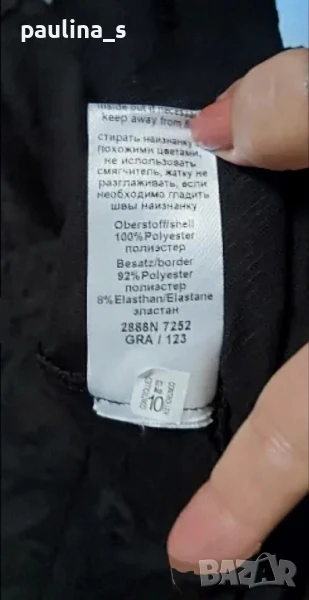 paulina_s
inside out if necessary
keep away from
стирать наизнанку
похожими цветами,
не использовать
смягчитель, жатку не
разглаживать, если
необходимо гладить
швы наизнанку
Oberstoff/shell
100%Polyester
полиэстер
Besatz/border
92%Polyester
полиэстер
8%Elasthan/Elastane
эластан
2888N 7252
GRA / 123
10
bazar